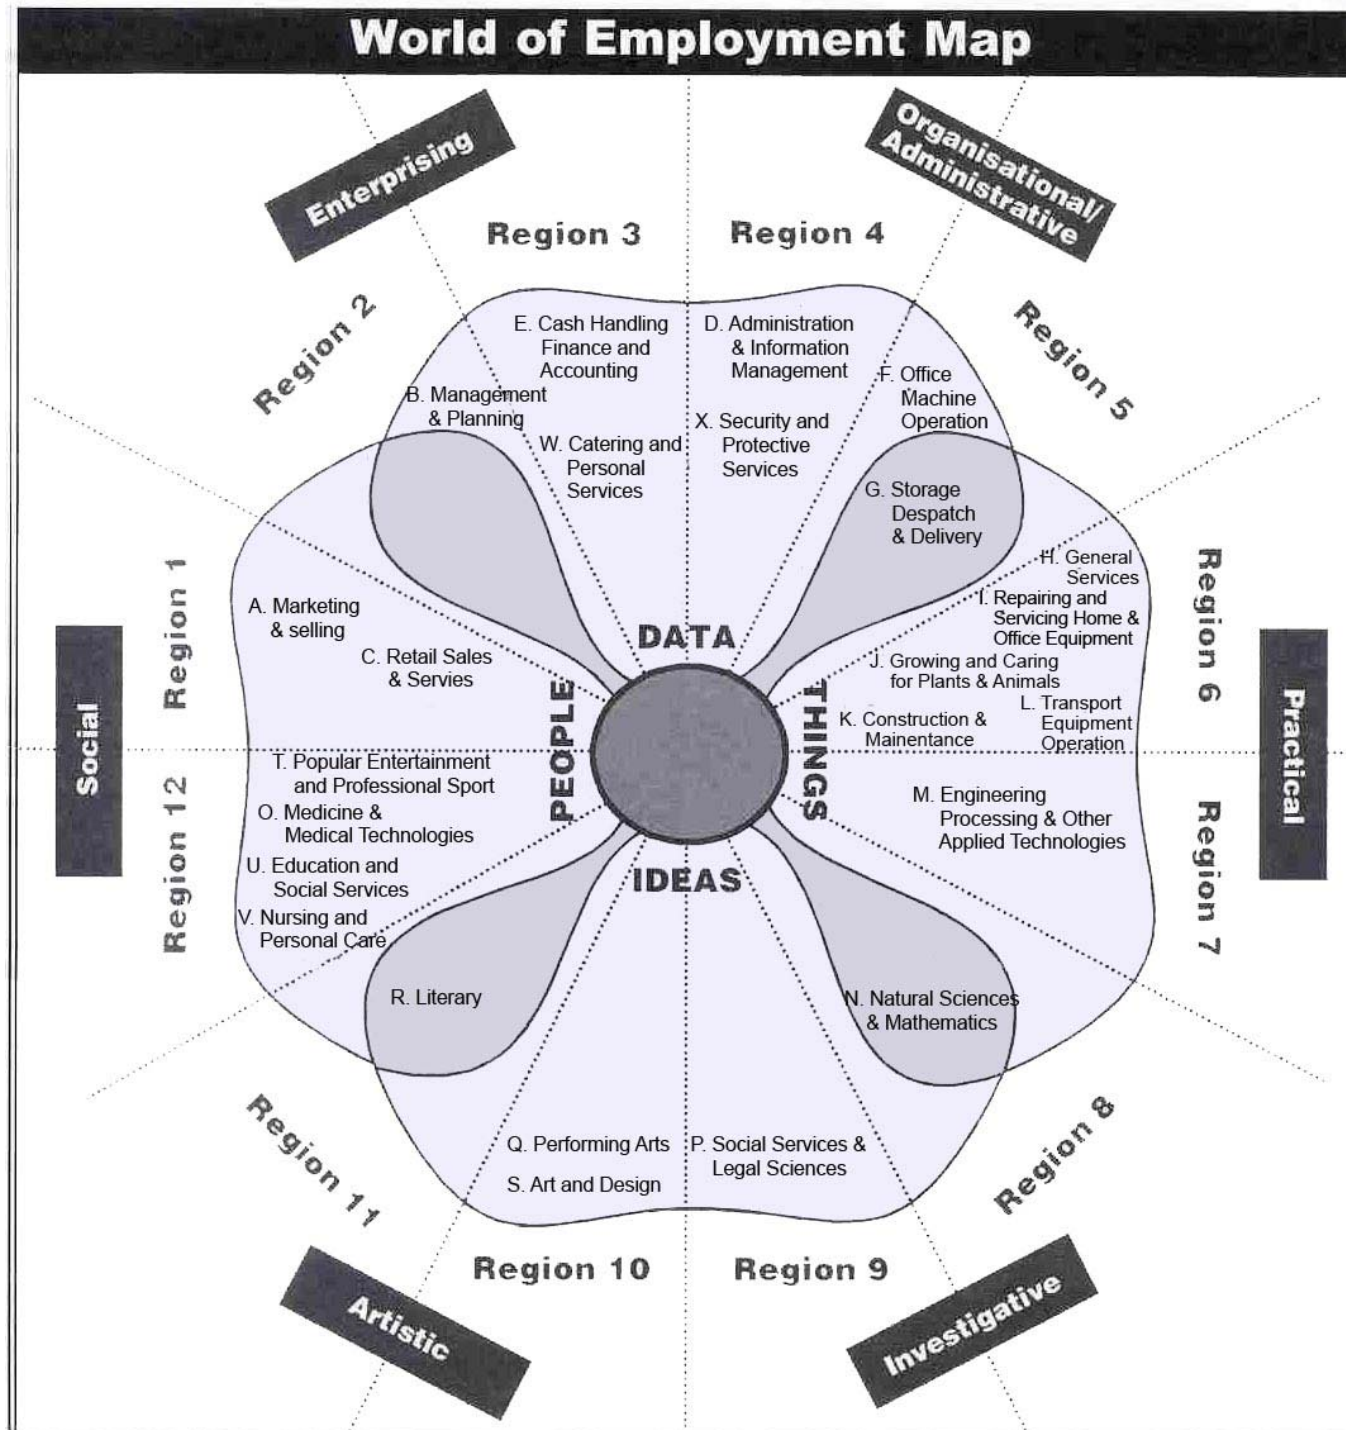 World of Employment Map
Enterprising
Organisational/
Administrative
Region 3
Region 4
Region 2
Region 5
E. Cash Handling
Finance and
Accounting
D. Administration
& Information
Management
B. Management
& Planning
F. Office
Machine
Operation
W. Catering and
Personal
Services
X. Security and
Protective
Services
G. Storage
Despatch
& Delivery
Region 1
Region 6
H. General
Services
I. Repairing and
Servicing Home &
Office Equipment
A. Marketing
& selling
C. Retail Sales
& Servies
J. Growing and Caring
for Plants & Animals
K. Construction &
Mainentance
L. Transport
Equipment
Operation
DATA
PEOPLE
THINGS
IDEAS
Social
Practical
T. Popular Entertainment
and Professional Sport
O. Medicine &
Medical Technologies
U. Education and
Social Services
V. Nursing and
Personal Care
M. Engineering
Processing & Other
Applied Technologies
Region 12
Region 7
R. Literary
N. Natural Sciences
& Mathematics
Q. Performing Arts
S. Art and Design
P. Social Services &
Legal Sciences
Region 11
Region 8
Region 10
Region 9
Artistic
Investigative